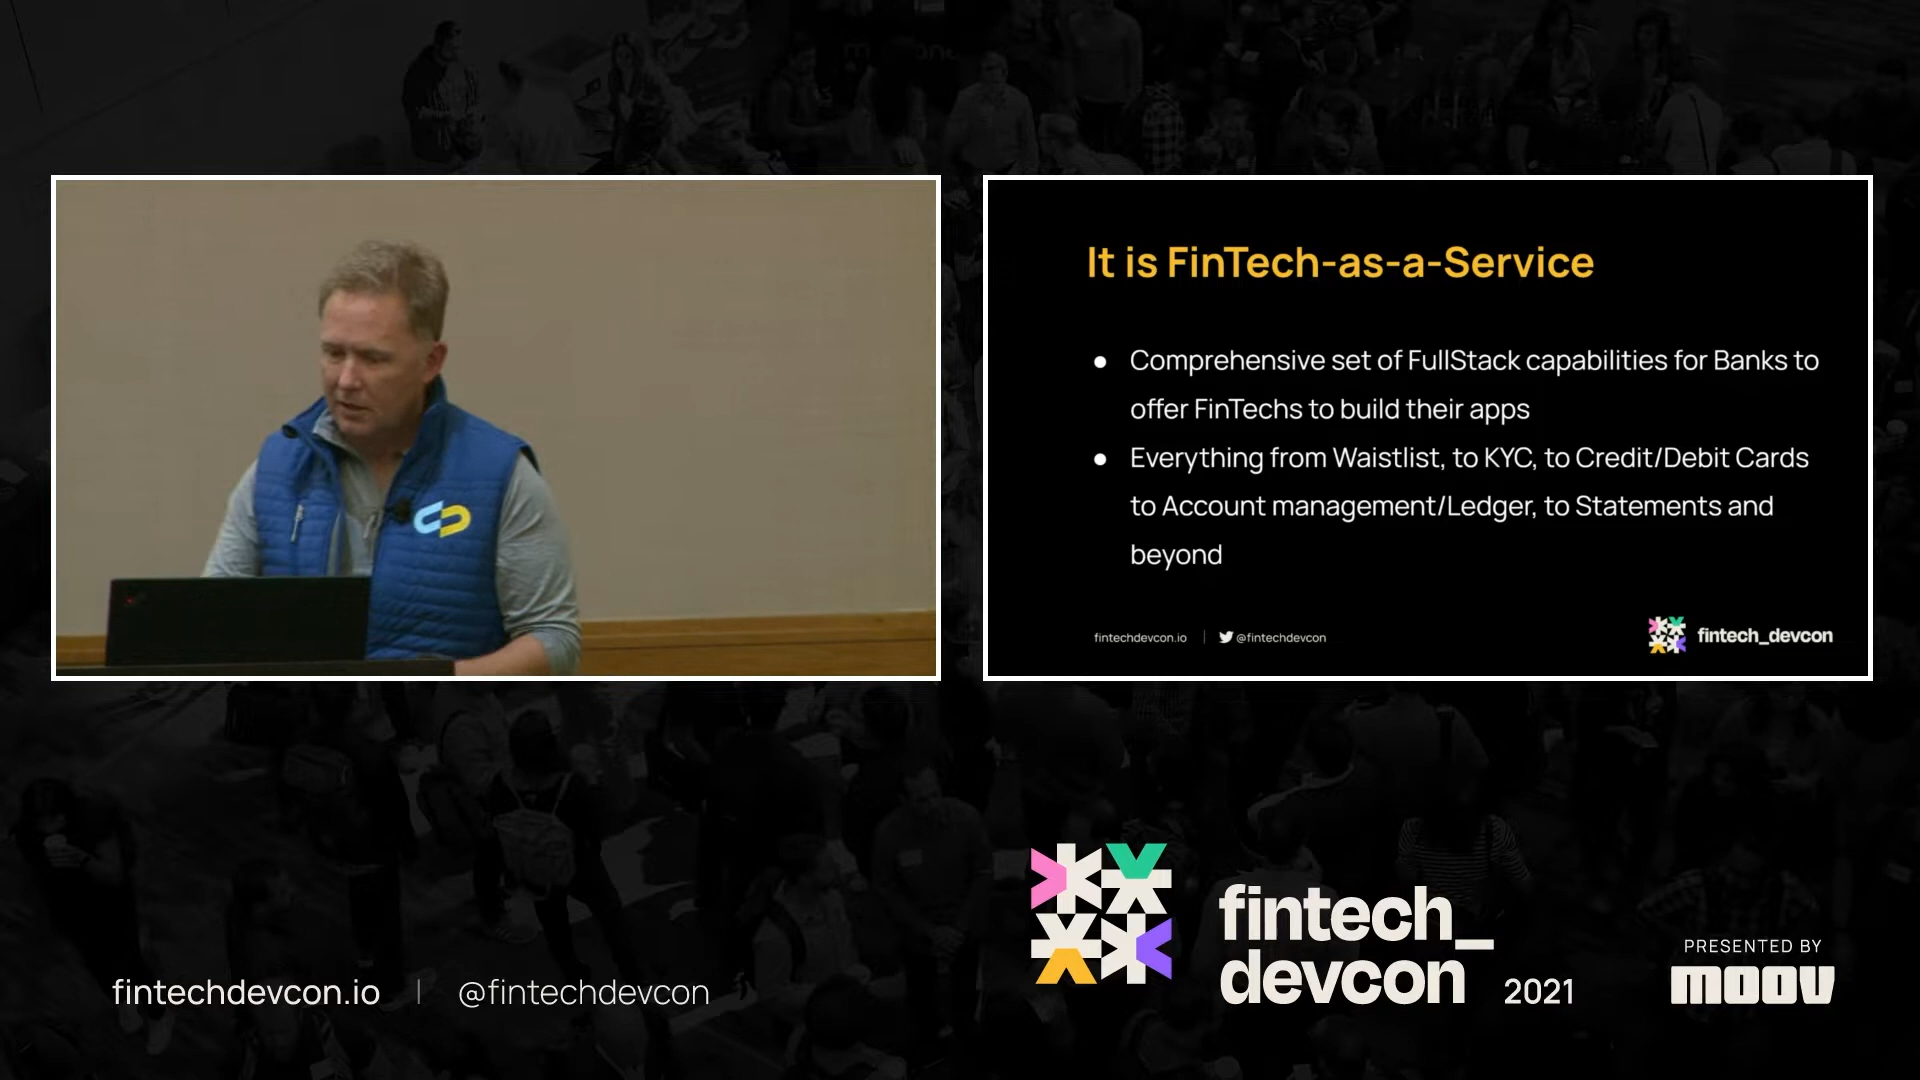 It is FinTech-as-a-Service
● Comprehensive set of FullStack capabilities for Banks to
offer FinTechs to build their apps
● Everything from Waistlist, to KYC, to Credit/Debit Cards
to Account management/Ledger, to Statements and
beyond
fintechdevcon.io | @fintechdevcon
fintech_devcon
fintechdevcon.io | @fintechdevcon
fintech_
devcon 2021
PRESENTED BY
moov